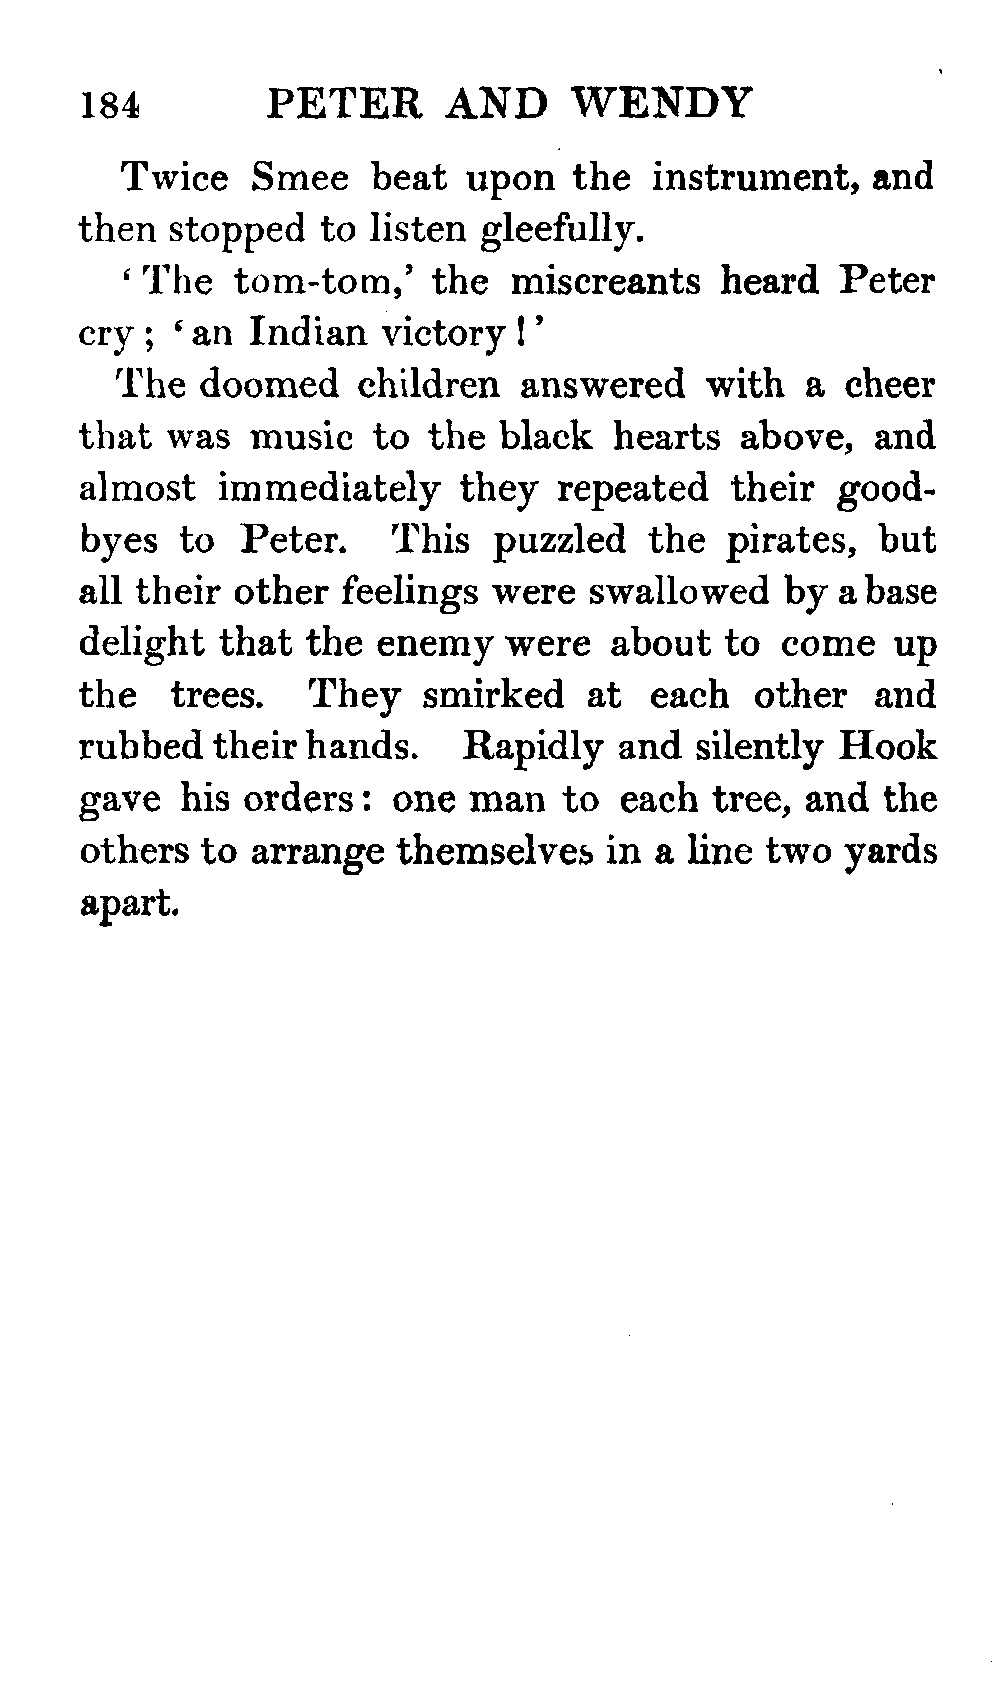 184 PETER AND WENDY
Twice Smee beat upon the instrument, and
then stopped to listen gleefully.
‘The tom-tom,’ the miscreants heard Peter
cry; ‘an Indian victory!’
The doomed children answered with a cheer
that was music to the black hearts above, and
almost immediately they repeated their good-
byes to Peter. This puzzled the pirates, but
all their other feelings were swallowed by a base
delight that the enemy were about to come up
the trees. They smirked at each other and
rubbed their hands. Rapidly and silently Hook
gave his orders: one man to each tree, and the
others to arrange themselves in a line two yards
apart.